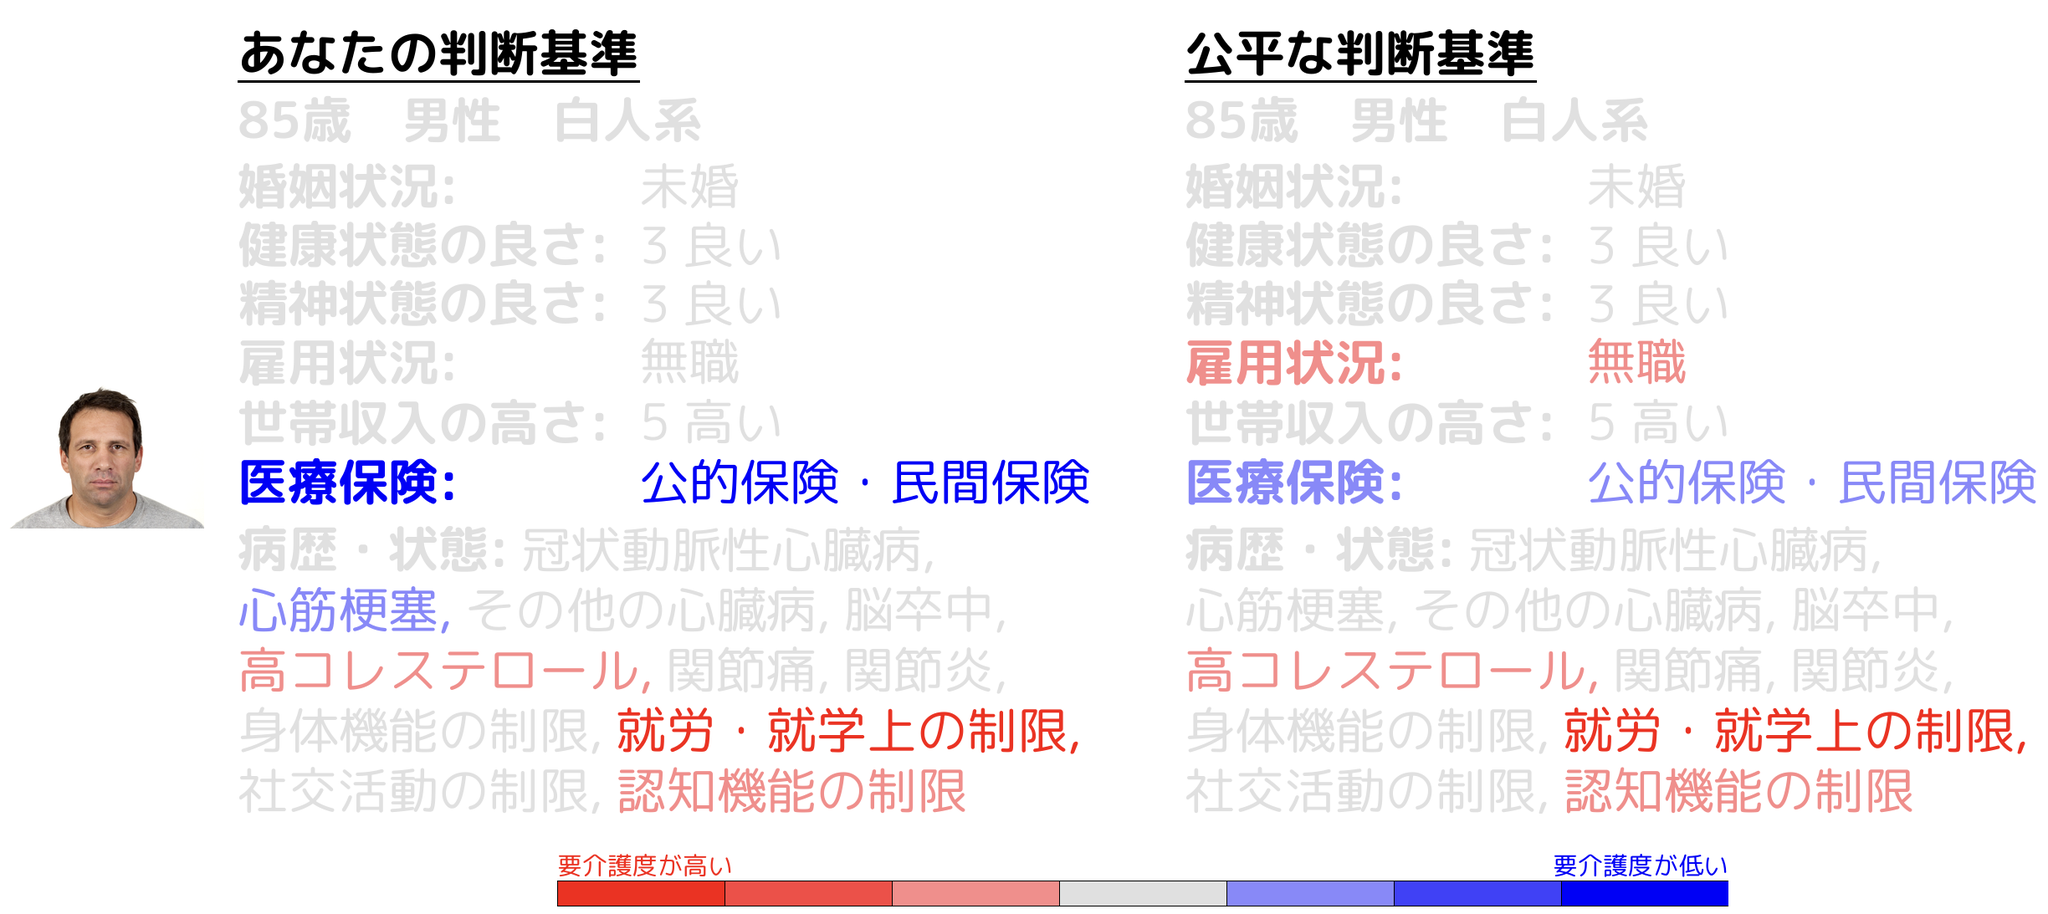 あなたの判断基準
85歳 男性 白人系
婚姻状況: 未婚
健康状態の良さ: 3 良い
精神状態の良さ: 3 良い
雇用状況: 無職
世帯収入の高さ: 5 高い
医療保険: 公的保険・民間保険
病歴・状態: 冠状動脈性心臓病,
心筋梗塞, その他の心臓病, 脳卒中,
高コレステロール, 関節痛, 関節炎,
身体機能の制限, 就労・就学上の制限,
社交活動の制限, 認知機能の制限
公平な判断基準
85歳 男性 白人系
婚姻状況: 未婚
健康状態の良さ: 3 良い
精神状態の良さ: 3 良い
雇用状況: 無職
世帯収入の高さ: 5 高い
医療保険: 公的保険・民間保険
病歴・状態: 冠状動脈性心臓病,
心筋梗塞, その他の心臓病, 脳卒中,
高コレステロール, 関節痛, 関節炎,
身体機能の制限, 就労・就学上の制限,
社交活動の制限, 認知機能の制限
要介護度が高い
要介護度が低い